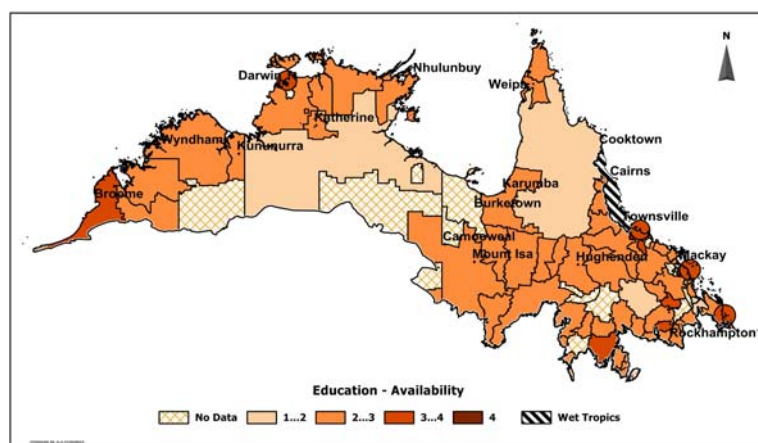 N
Darwin
Nhulunbuy
Weipa
Katherine
Wyndham
Kununurra
Cooktown
Cairns
Broome
Karumba
Burketown
Townsville
Camooweal
Mount Isa
Hughenden
Mackay
Rockhampton
Education - Availability
No Data
1...2
2...3
3...4
4
Wet Tropics